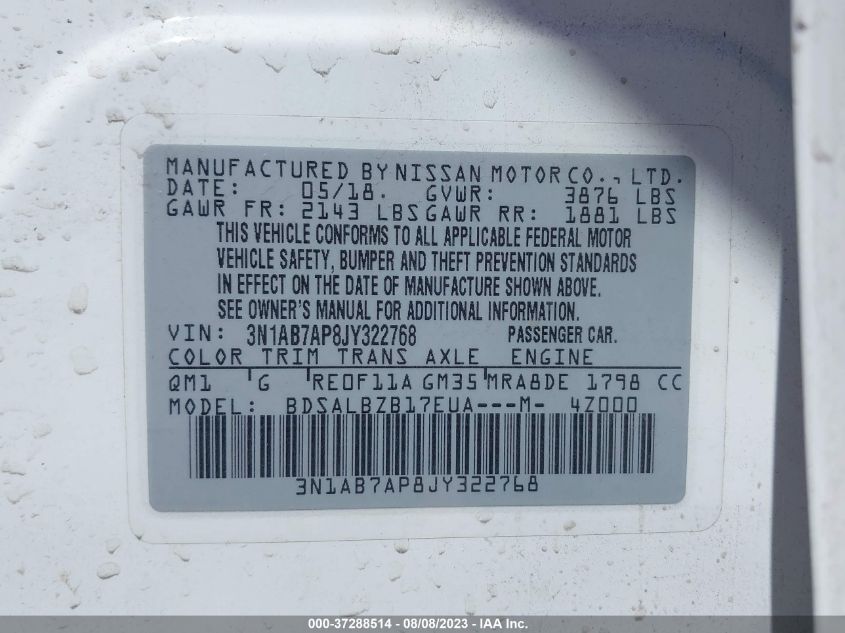 MANUFACTURED BY NISSAN MOTOR CO., LTD.
DATE: 05/18. GVWR: 3876 LBS
GAWR FR: 2143 LBS GAWR RR: 1881 LBS
THIS VEHICLE CONFORMS TO ALL APPLICABLE FEDERAL MOTOR
VEHICLE SAFETY, BUMPER AND THEFT PREVENTION STANDARDS
IN EFFECT ON THE DATE OF MANUFACTURE SHOWN ABOVE.
SEE OWNER'S MANUAL FOR ADDITIONAL INFORMATION.
VIN: 3N1AB7AP8JY322768 PASSENGER CAR.
COLOR TRIM TRANS AXLE ENGINE
QM1 G RE0F11A GM35 MRA8DE 1798 CC
MODEL: BDSALBZB17EUA---M- 4Z000
3N1AB7AP8JY322768
000-37288514 - 08/08/2023 - IAA Inc.